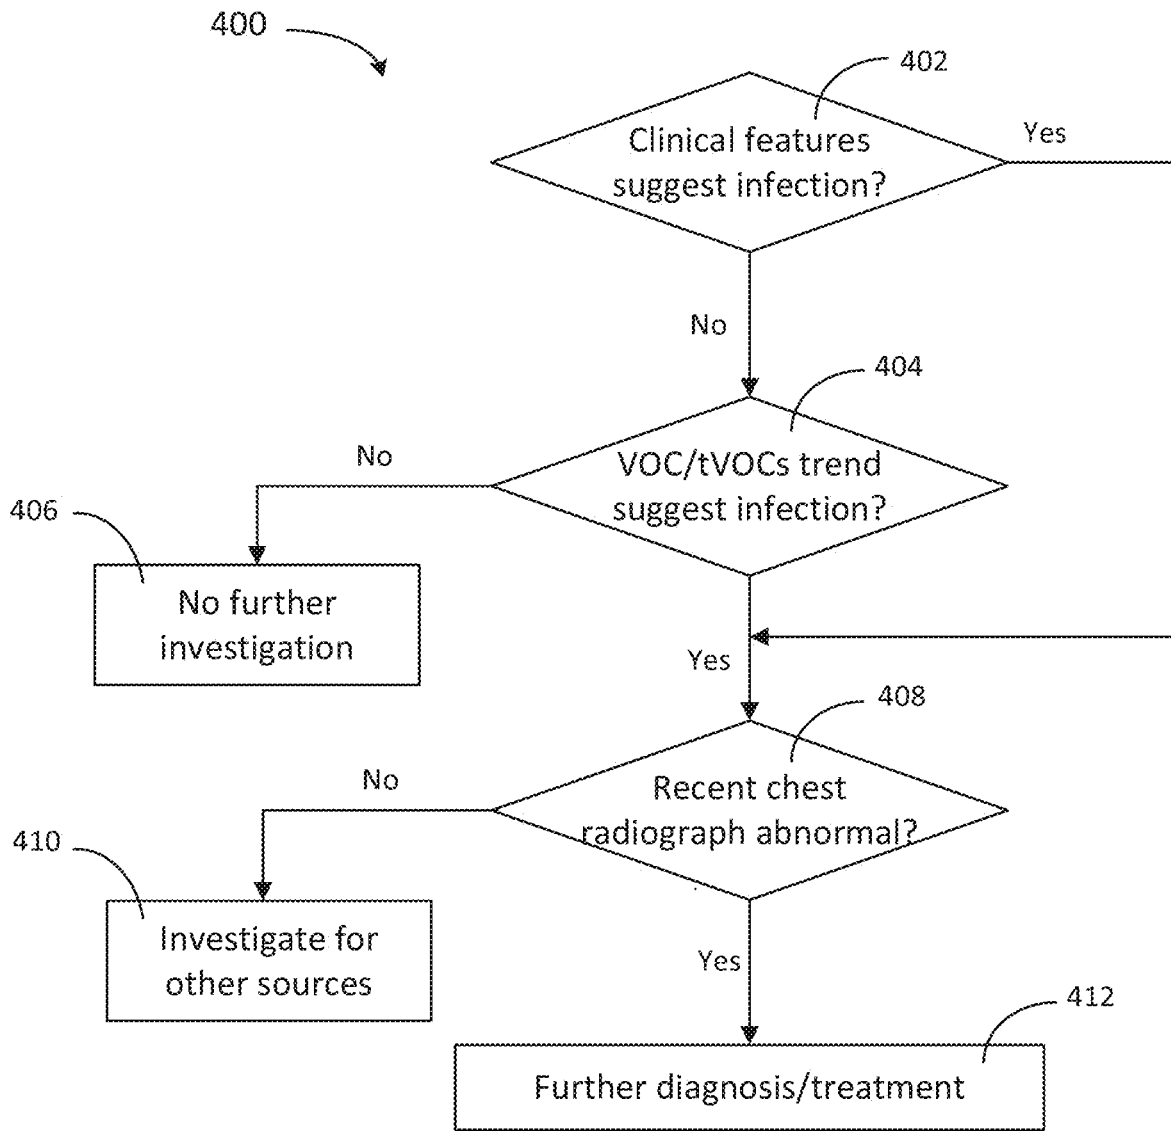 400
402
Clinical features
suggest infection?
Yes
No
404
VOC/tVOCs trend
suggest infection?
No
406
No further
investigation
Yes
408
Recent chest
radiograph abnormal?
No
410
Investigate for
other sources
Yes
412
Further diagnosis/treatment